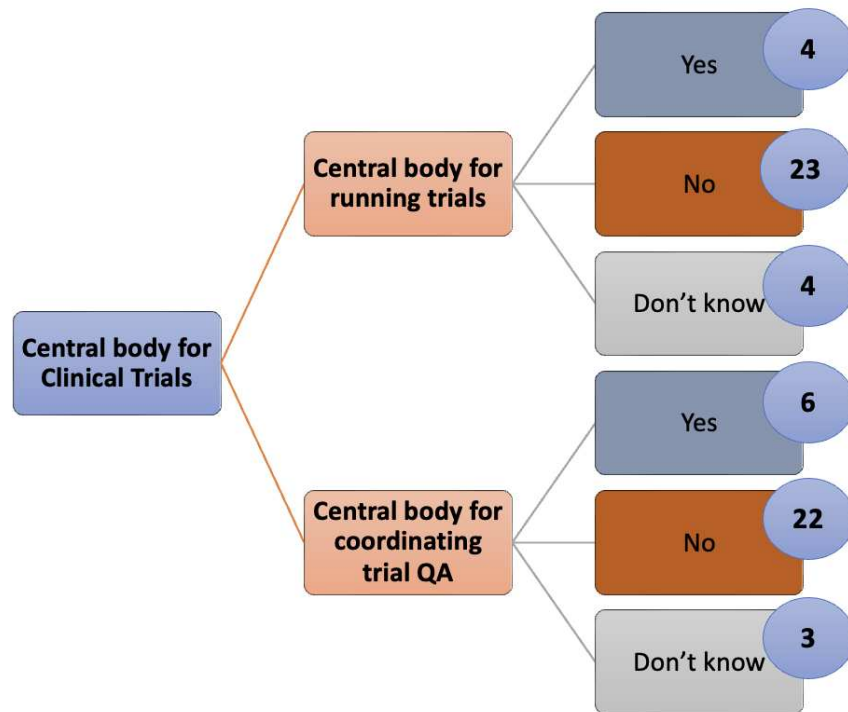 Central body for
Clinical Trials
Central body for
running trials
Yes
4
No
23
Don’t know
4
Central body for
coordinating
trial QA
Yes
6
No
22
Don’t know
3